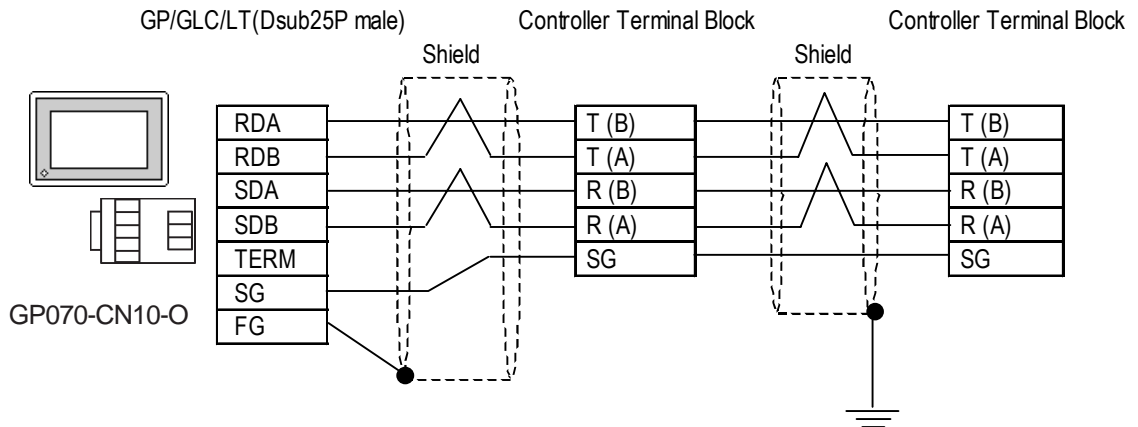 GP/GLC/LT(Dsub25P male)
Controller Terminal Block
Controller Terminal Block
Shield
Shield
RDA
RDB
SDA
SDB
TERM
SG
FG
T (B)
T (A)
R (B)
R (A)
SG
T (B)
T (A)
R (B)
R (A)
SG
GP070-CN10-O